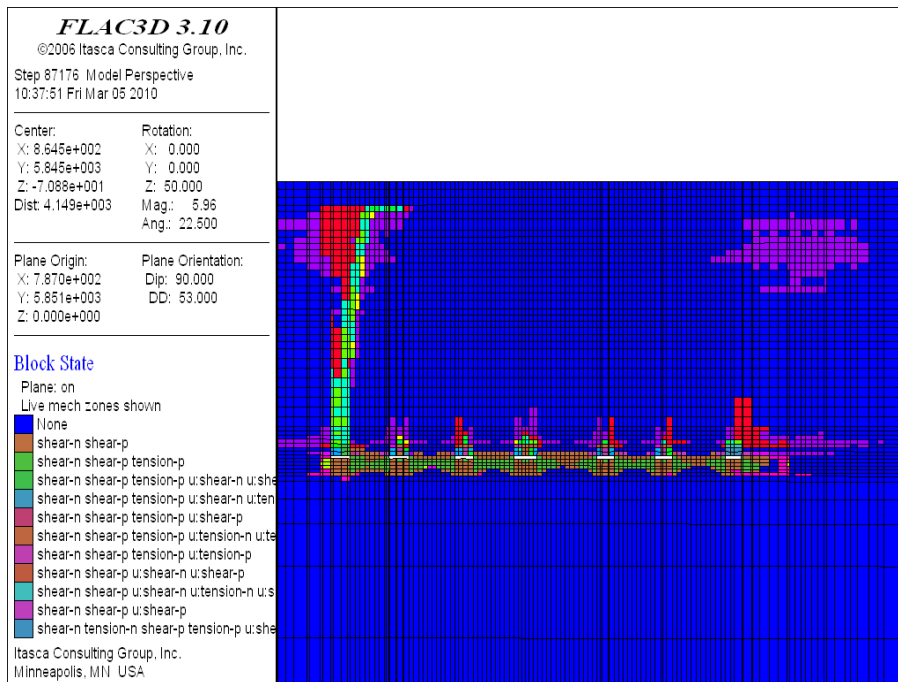 FLAC3D 3.10
©2006 Itasca Consulting Group, Inc.
Step 87176 Model Perspective
10:37:51 Fri Mar 05 2010
Center: Rotation:
X: 8.645e+002 X: 0.000
Y: 5.845e+003 Y: 0.000
Z: -7.088e+001 Z: 50.000
Dist: 4.149e+003 Mag.: 5.96
Ang.: 22.500
Plane Origin: Plane Orientation:
X: 7.870e+002 Dip: 90.000
Y: 5.851e+003 DD: 53.000
Z: 0.000e+000
Block State
Plane: on
Live mech zones shown
None
shear-n shear-p
shear-n shear-p tension-p
shear-n shear-p tension-p u:shear-n u:she
shear-n shear-p tension-p u:shear-n u:ten
shear-n shear-p tension-p u:shear-p
shear-n shear-p tension-p u:tension-n u:te
shear-n shear-p tension-p u:tension-p
shear-n shear-p u:shear-n u:shear-p
shear-n shear-p u:shear-n u:tension-n u:s
shear-n shear-p u:shear-p
shear-n tension-n shear-p tension-p u:she
Itasca Consulting Group, Inc.
Minneapolis, MN USA